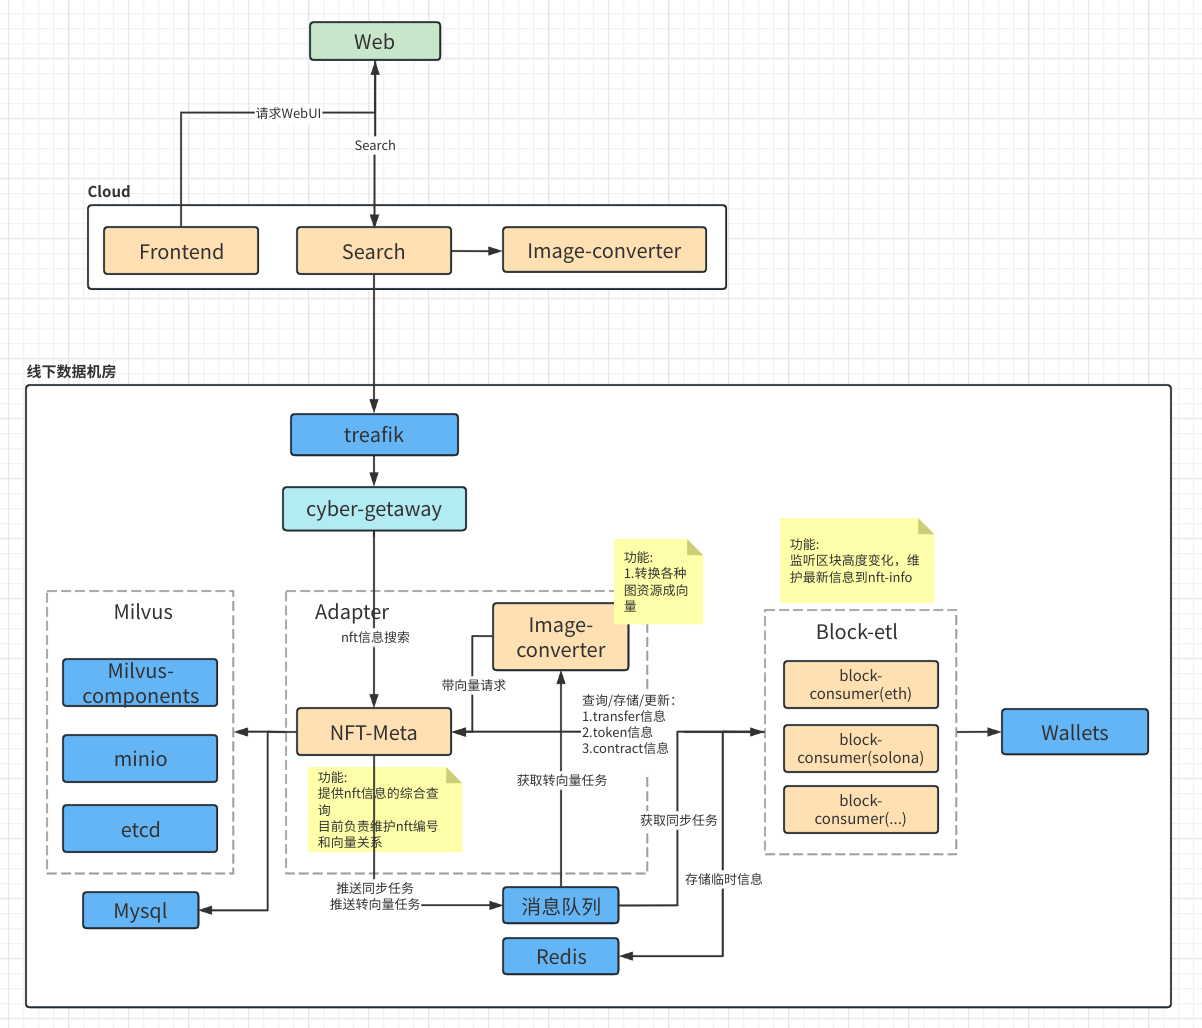 Web
请求WebUI
Search
Cloud
Frontend
Search
Image-converter
线下数据机房
treafik
cyber-getaway
功能:
监听区块高度变化，维
护最新信息到nft-info
功能:
1.转换各种
图资源成向
量
Milvus
Milvus-
components
minio
etcd
Mysql
Adapter
nft信息搜索
Image-
converter
带向量请求
NFT-Meta
查询/存储/更新：
1.transfer信息
2.token信息
3.contract信息
功能:
提供nft信息的综合查
询
目前负责维护nft编号
和向量关系
获取转向量任务
获取同步任务
存储临时信息
推送同步任务
推送转向量任务
消息队列
Redis
Block-etl
block-
consumer(eth)
block-
consumer(solona)
block-
consumer(...)
Wallets